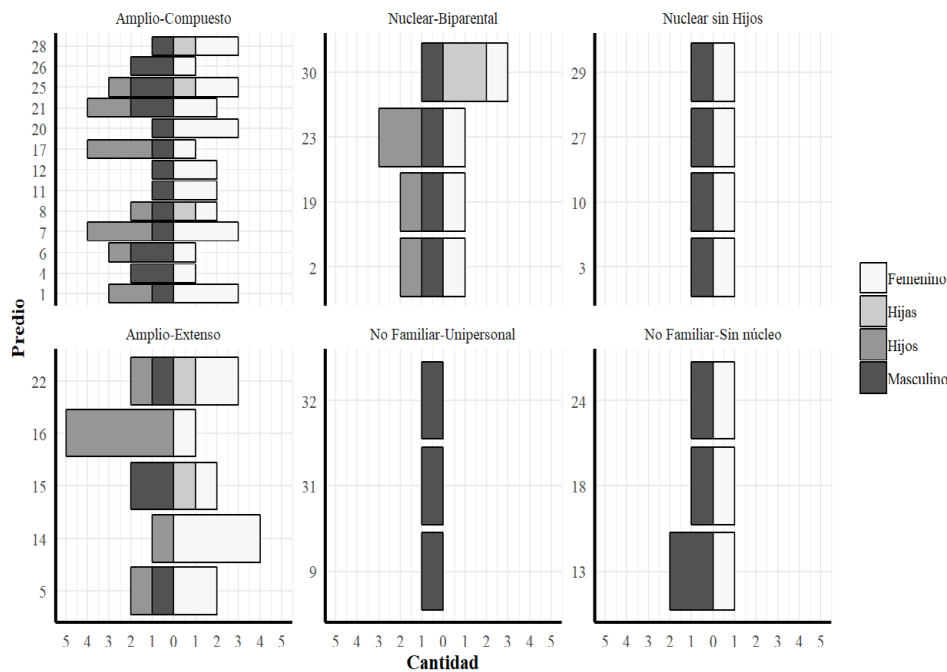 Amplio-Compuesto
28
26
25
21
20
17
12
11
8
7
6
4
1
Nuclear-Biparental
30
23
19
2
Nuclear sin Hijos
29
27
10
3
Predio
Amplio-Extenso
22
16
15
14
5
5 4 3 2 1 0 1 2 3 4 5
No Familiar-Unipersonal
32
31
9
5 4 3 2 1 0 1 2 3 4 5
No Familiar-Sin núcleo
24
18
13
5 4 3 2 1 0 1 2 3 4 5
Cantidad
Femenino
Hijas
Hijos
Masculino